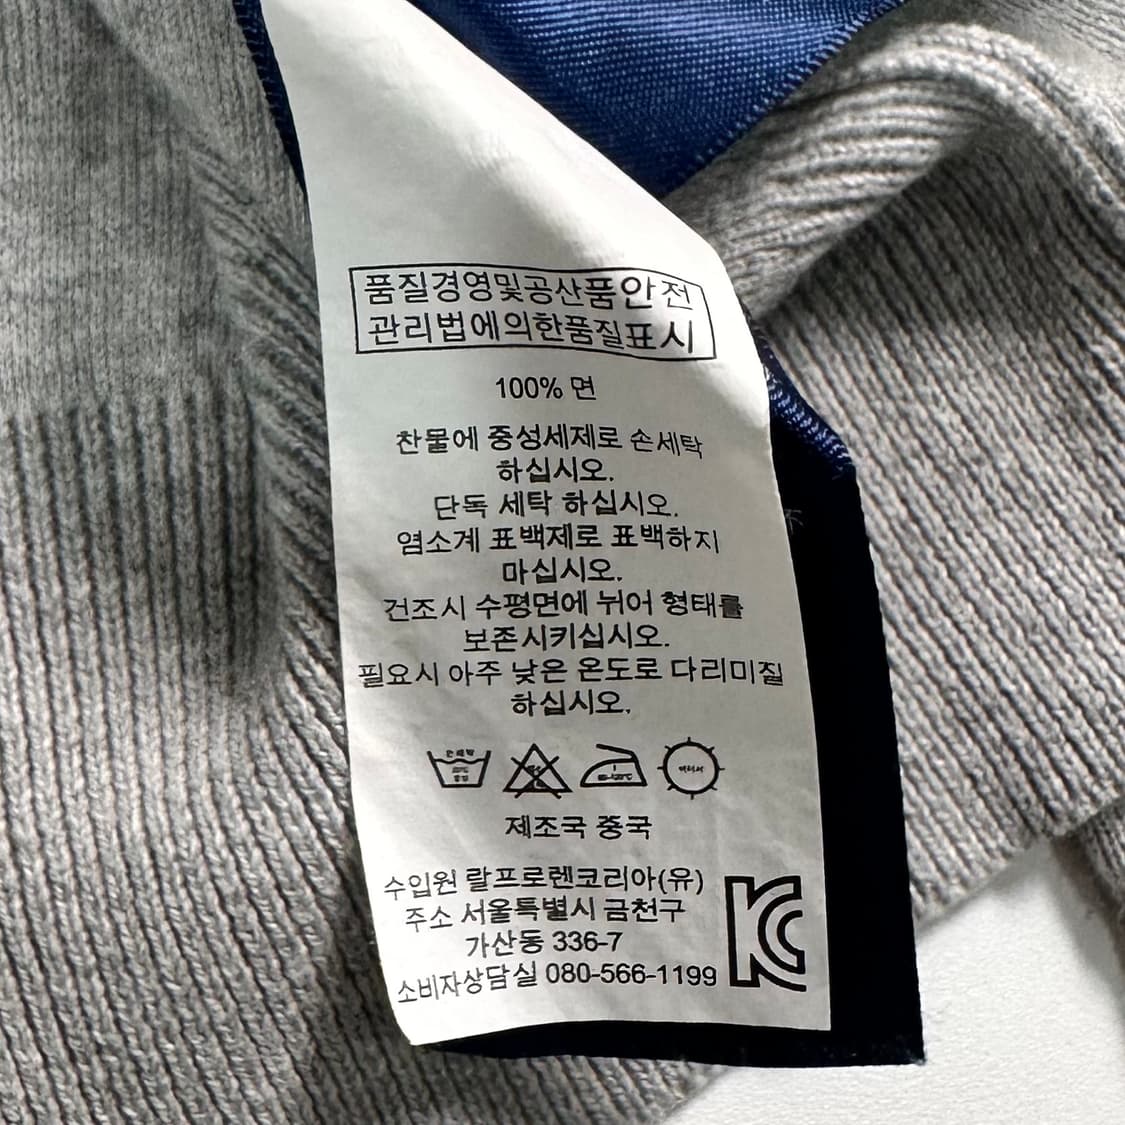 품질경영및공산품안전
관리법에의한품질표시
100% 면
찬물에 중성세제로 손세탁
하십시오.
단독 세탁 하십시오.
염소계 표백제로 표백하지
마십시오.
건조시 수평면에 뉘어 형태를
보존시키십시오.
필요시 아주 낮은 온도로 다리미질
하십시오.
제조국 중국
수입원 랄프로렌코리아(유)
주소 서울특별시 금천구
가산동 336-7
소비자상담실 080-566-1199
KC